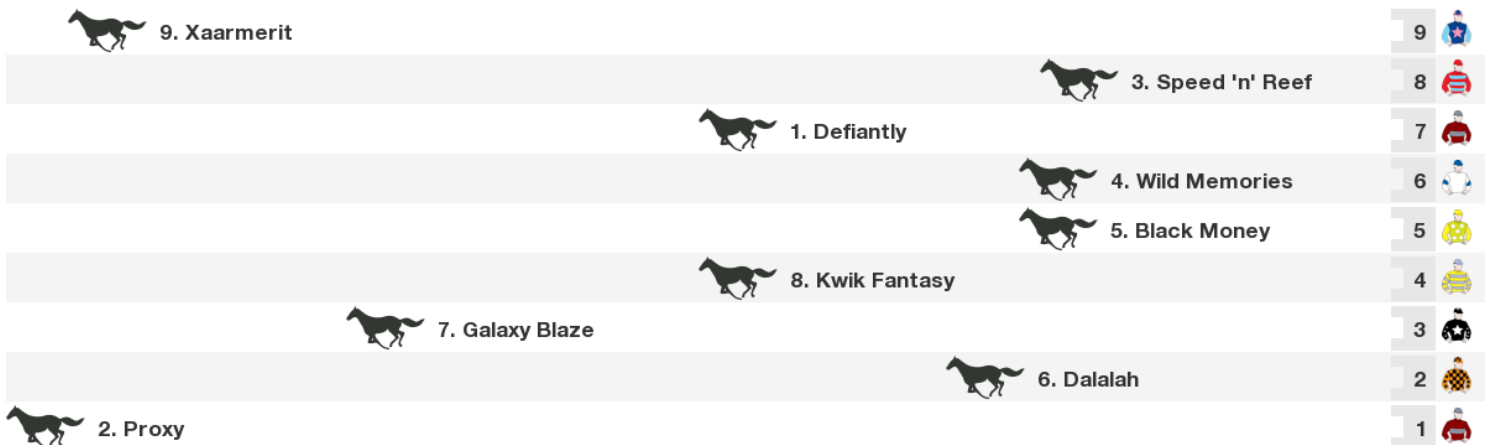 9. Xaarmerit 9
3. Speed 'n' Reef 8
1. Defiantly 7
4. Wild Memories 6
5. Black Money 5
8. Kwik Fantasy 4
7. Galaxy Blaze 3
6. Dalalah 2
2. Proxy 1